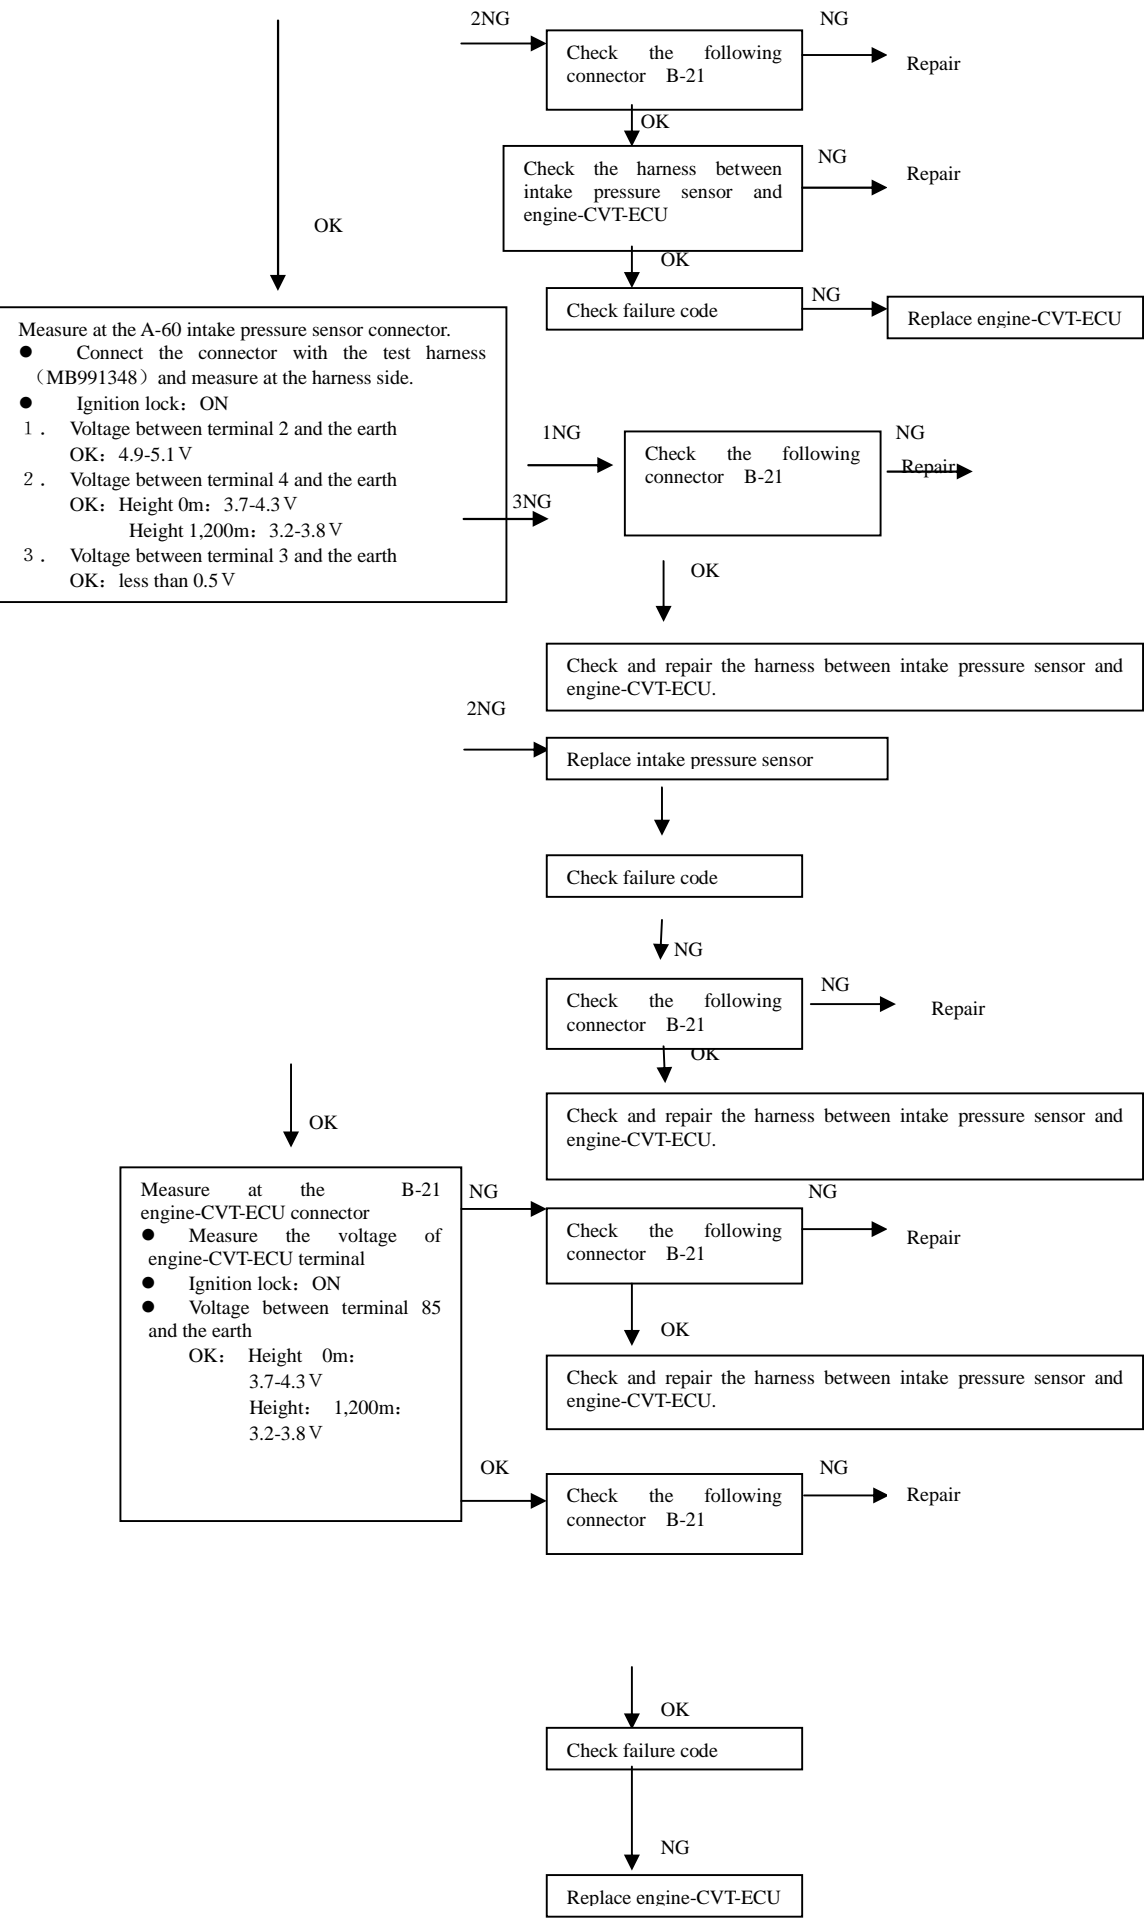 2NG
NG
Check the following
connector B-21
Repair
OK
Check the harness between
intake pressure sensor and
engine-CVT-ECU
NG
Repair
OK
OK
Check failure code
NG
Replace engine-CVT-ECU
Measure at the A-60 intake pressure sensor connector.
● Connect the connector with the test harness
（MB991348）and measure at the harness side.
● Ignition lock：ON
１． Voltage between terminal 2 and the earth
OK：4.9-5.1Ｖ
２． Voltage between terminal 4 and the earth
OK：Height 0m：3.7-4.3Ｖ
Height 1,200m：3.2-3.8Ｖ
３． Voltage between terminal 3 and the earth
OK：less than 0.5Ｖ
1NG
3NG
Check the following
connector B-21
NG
Repair
OK
Check and repair the harness between intake pressure sensor and
engine-CVT-ECU.
2NG
Replace intake pressure sensor
Check failure code
NG
Check the following
connector B-21
NG
Repair
OK
Check and repair the harness between intake pressure sensor and
engine-CVT-ECU.
OK
Measure at the B-21
engine-CVT-ECU connector
● Measure the voltage of
engine-CVT-ECU terminal
● Ignition lock：ON
● Voltage between terminal 85
and the earth
OK： Height 0m：
3.7-4.3Ｖ
Height： 1,200m：
3.2-3.8Ｖ
NG
Check the following
connector B-21
NG
Repair
OK
Check and repair the harness between intake pressure sensor and
engine-CVT-ECU.
OK
Check the following
connector B-21
NG
Repair
OK
Check failure code
NG
Replace engine-CVT-ECU